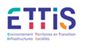 ETTIS
Environnement Territoires en Transition
Infrastructures Sociétés